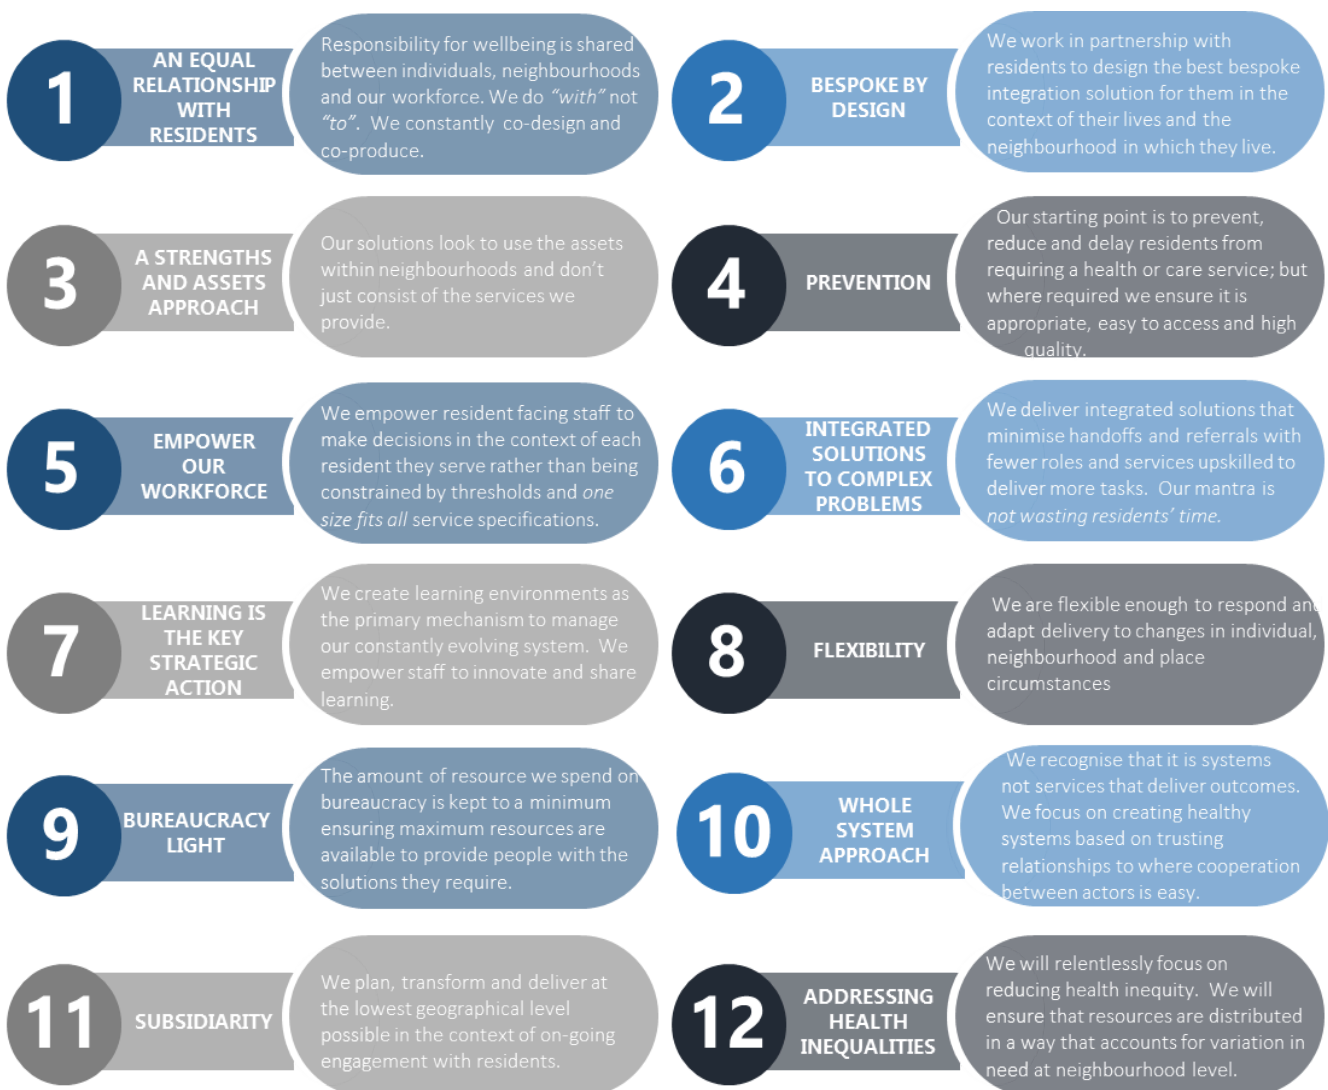 1
AN EQUAL
RELATIONSHIP
WITH
RESIDENTS
Responsibility for wellbeing is shared
between individuals, neighbourhoods
and our workforce. We do “with” not
“to”. We constantly co-design and
co-produce.
2
BESPOKE BY
DESIGN
We work in partnership with
residents to design the best bespoke
integration solution for them in the
context of their lives and the
neighbourhood in which they live.
3
A STRENGTHS
AND ASSETS
APPROACH
Our solutions look to use the assets
within neighbourhoods and don’t
just consist of the services we
provide.
4
PREVENTION
Our starting point is to prevent,
reduce and delay residents from
requiring a health or care service; but
where required we ensure it is
appropriate, easy to access and high
quality.
5
EMPOWER
OUR
WORKFORCE
We empower resident facing staff to
make decisions in the context of each
resident they serve rather than being
constrained by thresholds and one
size fits all service specifications.
6
INTEGRATED
SOLUTIONS
TO COMPLEX
PROBLEMS
We deliver integrated solutions that
minimise handoffs and referrals with
fewer roles and services upskilled to
deliver more tasks. Our mantra is
not wasting residents’ time.
7
LEARNING IS
THE KEY
STRATEGIC
ACTION
We create learning environments as
the primary mechanism to manage
our constantly evolving system. We
empower staff to innovate and share
learning.
8
FLEXIBILITY
We are flexible enough to respond and
adapt delivery to changes in individual,
neighbourhood and place
circumstances
9
BUREAUCRACY
LIGHT
The amount of resource we spend on
bureaucracy is kept to a minimum
ensuring maximum resources are
available to provide people with the
solutions they require.
10
WHOLE
SYSTEM
APPROACH
We recognise that it is systems
not services that deliver outcomes.
We focus on creating healthy
systems based on trusting
relationships to where cooperation
between actors is easy.
11
SUBSIDIARITY
We plan, transform and deliver at
the lowest geographical level
possible in the context of on-going
engagement with residents.
12
ADDRESSING
HEALTH
INEQUALITIES
We will relentlessly focus on
reducing health inequity. We will
ensure that resources are distributed
in a way that accounts for variation in
need at neighbourhood level.